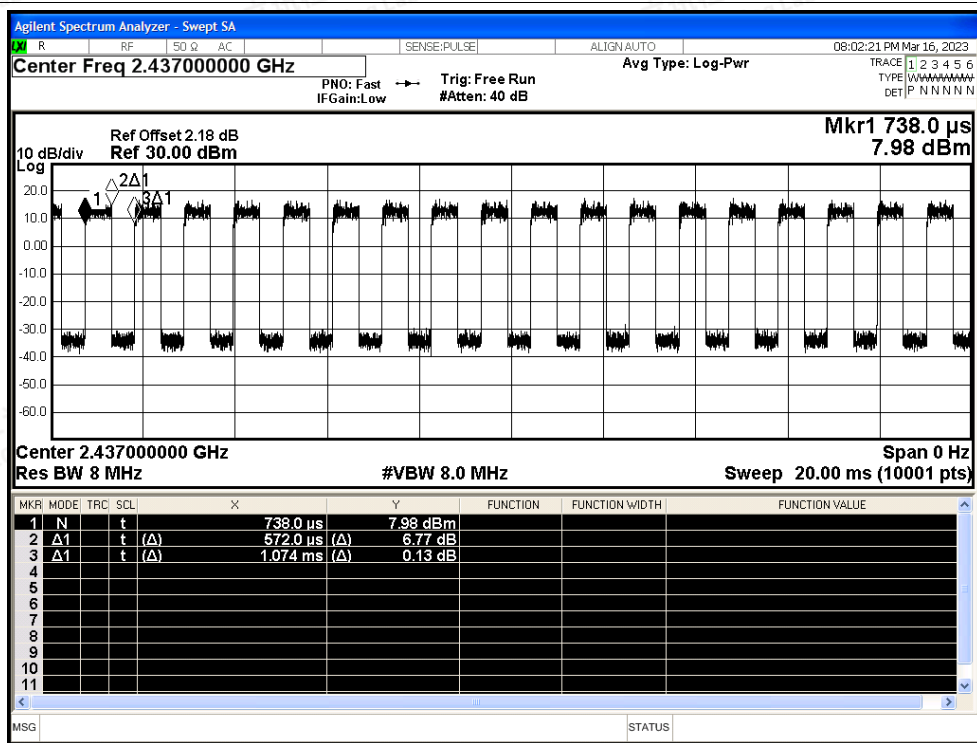 Agilent Spectrum Analyzer - Swept SA
LXI R RF 50 Ω AC SENSE:PULSE ALIGN AUTO 08:02:21 PM Mar 16, 2023
Center Freq 2.437000000 GHz Avg Type: Log-Pwr TRACE 1 2 3 4 5 6
PNO: Fast Trig: Free Run TYPE WWWWWW
IFGain:Low #Atten: 40 dB DET P N N N N N
Ref Offset 2.18 dB Mkr1 738.0 µs
10 dB/div Ref 30.00 dBm 7.98 dBm
Log
2Δ1
20.0 1 3Δ1
10.0
0.00
-10.0
-20.0
-30.0
-40.0
-50.0
-60.0
Center 2.437000000 GHz Span 0 Hz
Res BW 8 MHz #VBW 8.0 MHz Sweep 20.00 ms (10001 pts)
MKR MODE TRC SCL X Y FUNCTION FUNCTION WIDTH FUNCTION VALUE
1 N t 738.0 µs 7.98 dBm
2 Δ1 t (Δ) 572.0 µs (Δ) 6.77 dB
3 Δ1 t (Δ) 1.074 ms (Δ) 0.13 dB
4
5
6
7
8
9
10
11
MSG STATUS